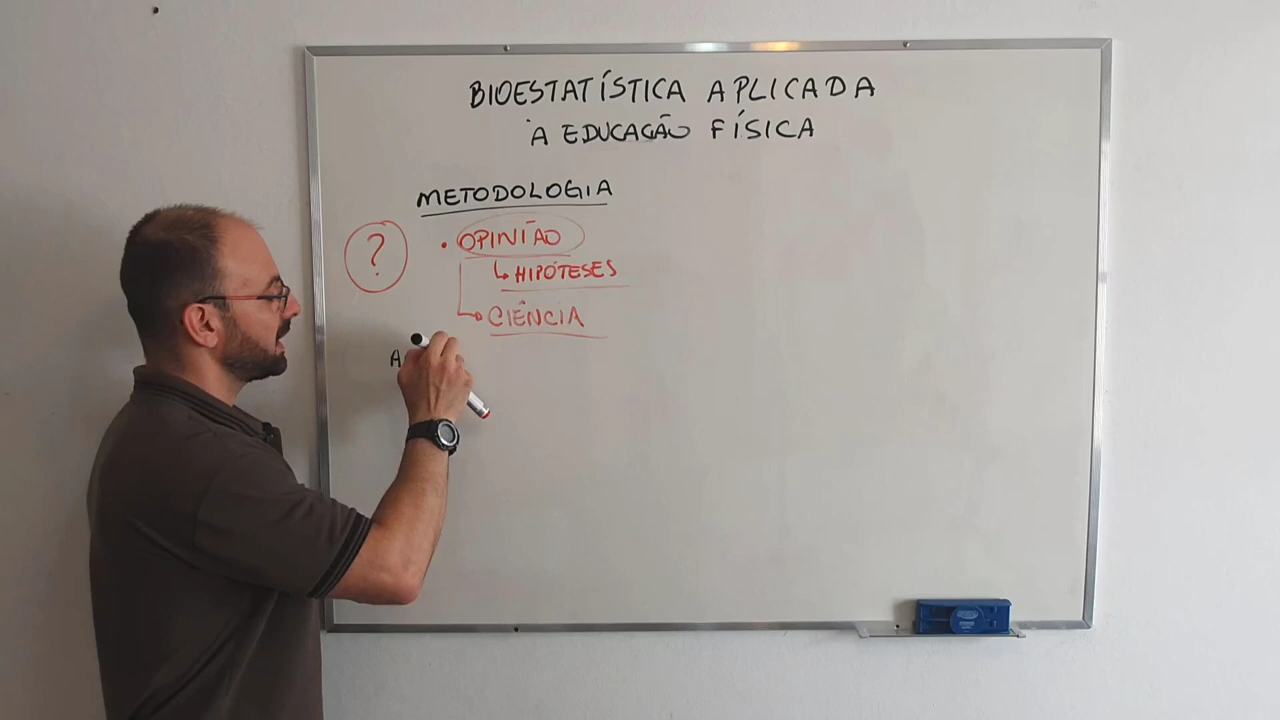 BIOESTATÍSTICA APLICADA
À EDUCAÇÃO FÍSICA
METODOLOGIA
?
• OPINIÃO
↳ HIPÓTESES
↳ CIÊNCIA
A